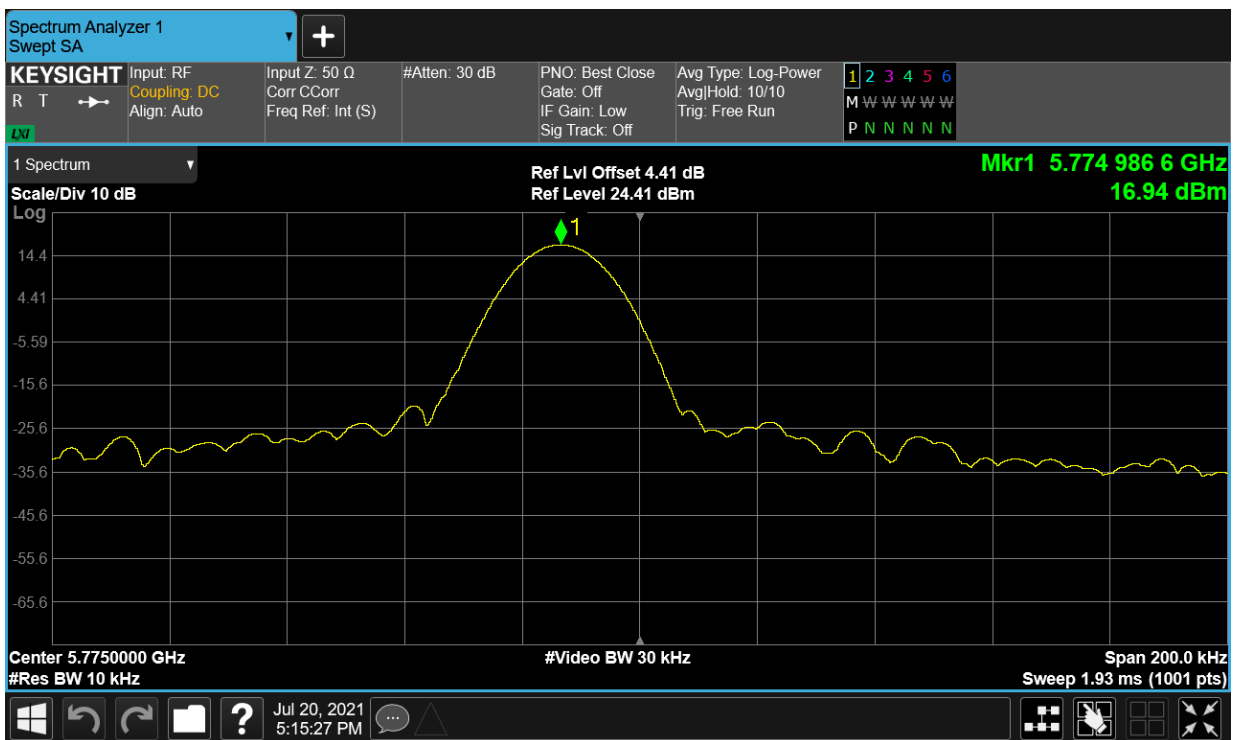 Spectrum Analyzer 1
Swept SA
KEYSIGHT
R T
LXI
Input: RF
Coupling: DC
Align: Auto
Input Z: 50 Ω
Corr CCorr
Freq Ref: Int (S)
#Atten: 30 dB
PNO: Best Close
Gate: Off
IF Gain: Low
Sig Track: Off
Avg Type: Log-Power
Avg|Hold: 10/10
Trig: Free Run
1 2 3 4 5 6
M W W W W W
P N N N N N
1 Spectrum
Scale/Div 10 dB
Log
Ref Lvl Offset 4.41 dB
Ref Level 24.41 dBm
Mkr1 5.774 986 6 GHz
16.94 dBm
1
14.4
4.41
-5.59
-15.6
-25.6
-35.6
-45.6
-55.6
-65.6
Center 5.7750000 GHz
#Res BW 10 kHz
#Video BW 30 kHz
Span 200.0 kHz
Sweep 1.93 ms (1001 pts)
?
Jul 20, 2021
5:15:27 PM